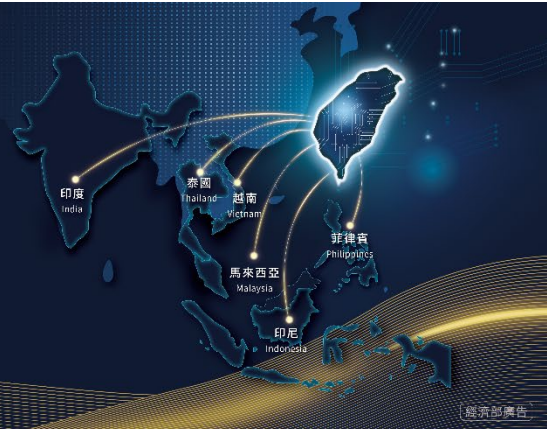 印度
India
泰國
Thailand
越南
Vietnam
菲律賓
Philippines
馬來西亞
Malaysia
印尼
Indonesia
經濟部廣告